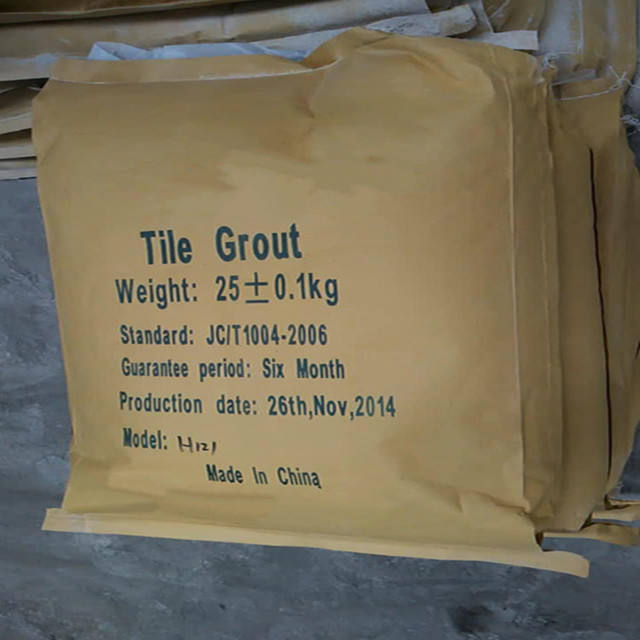 Tile Grout
Weight: 25±0.1kg
Standard: JC/T1004-2006
Guarantee period: Six Month
Production date: 26th,Nov,2014
Model: H121
Made In China